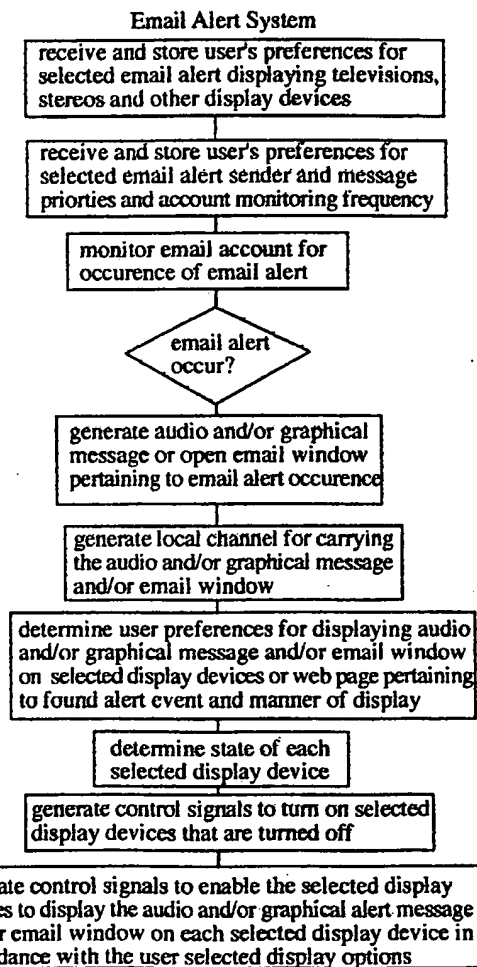 Email Alert System
receive and store user's preferences for
selected email alert displaying televisions,
stereos and other display devices
receive and store user's preferences for
selected email alert sender and message
priorties and account monitoring frequency
monitor email account for
occurence of email alert
email alert
occur?
generate audio and/or graphical
message or open email window
pertaining to email alert occurence
generate local channel for carrying
the audio and/or graphical message
and/or email window
determine user preferences for displaying audio
and/or graphical message and/or email window
on selected display devices or web page pertaining
to found alert event and manner of display
determine state of each
selected display device
generate control signals to turn on selected
display devices that are turned off
control signals to enable the selected display
to display the audio and/or graphical alert message
email window on each selected display device in
with the user selected display options